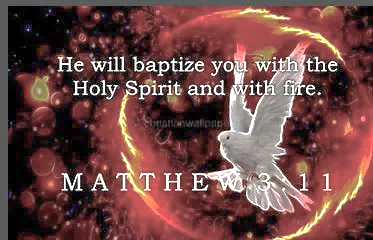 He will baptize you with the
Holy Spirit and with fire.
MATTHEW 3:11